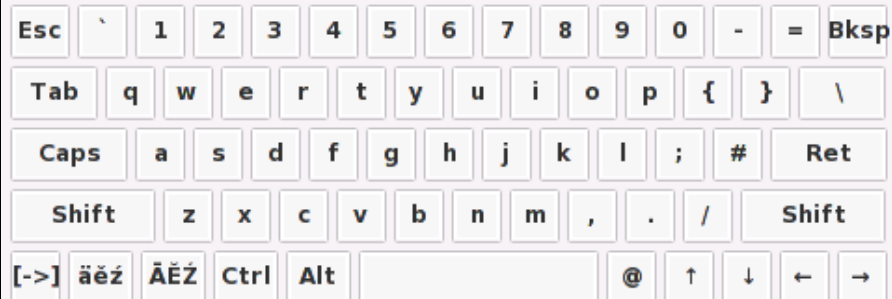 Esc ` 1 2 3 4 5 6 7 8 9 0 - = Bksp
Tab q w e r t y u i o p { } \
Caps a s d f g h j k l ; # Ret
Shift z x c v b n m , . / Shift
[->] äěź ĀĔŹ Ctrl Alt @ ↑ ↓ ← →